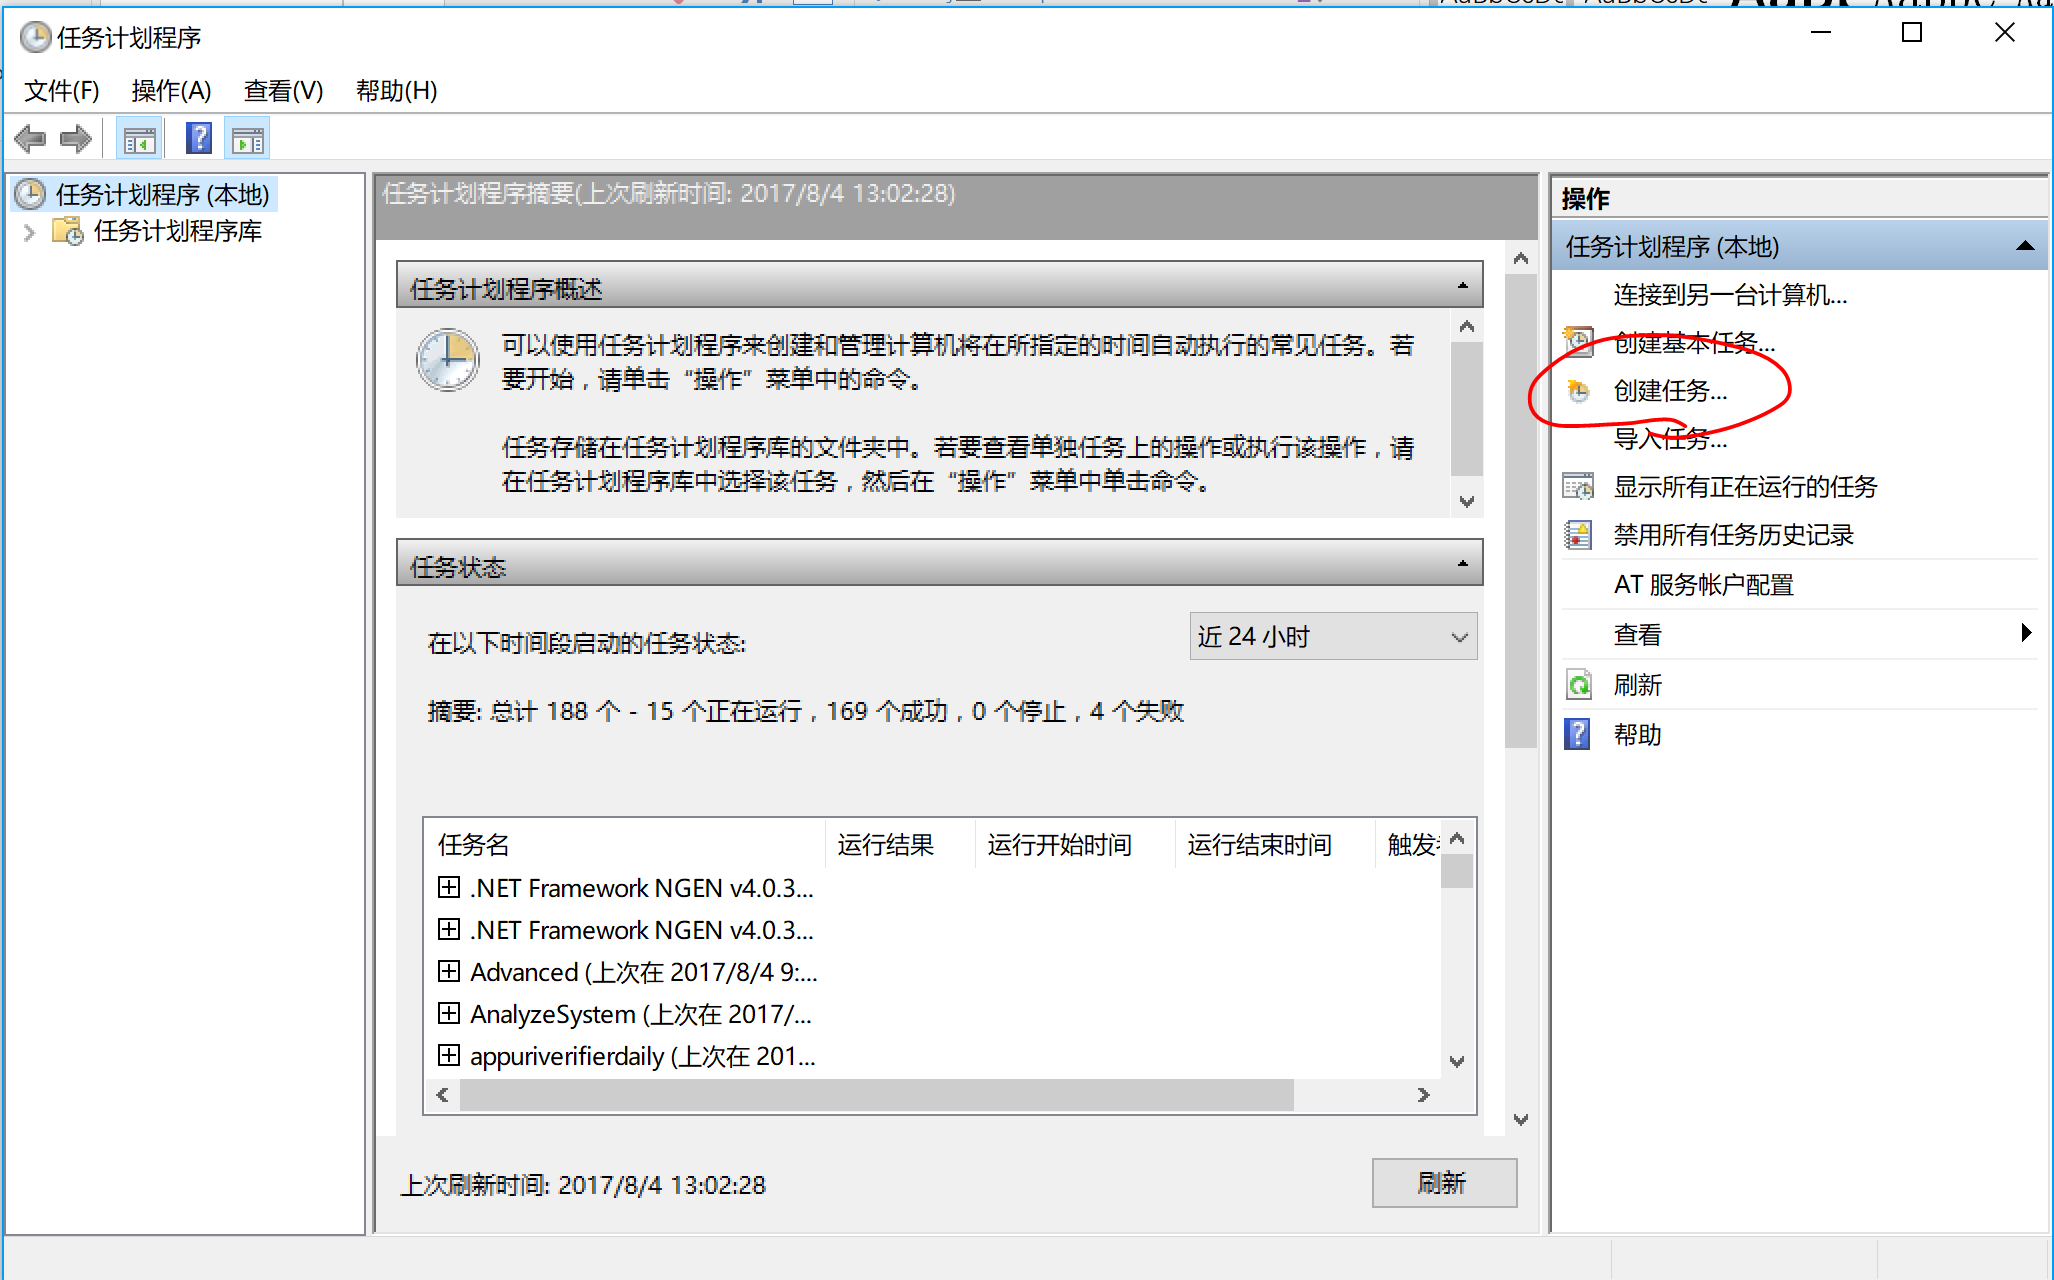 任务计划程序
文件(F) 操作(A) 查看(V) 帮助(H)
任务计划程序 (本地)
任务计划程序库
任务计划程序摘要(上次刷新时间: 2017/8/4 13:02:28)
任务计划程序概述
可以使用任务计划程序来创建和管理计算机将在所指定的时间自动执行的常见任务。若
要开始，请单击“操作”菜单中的命令。
任务存储在任务计划程序库的文件夹中。若要查看单独任务上的操作或执行该操作，请
在任务计划程序库中选择该任务，然后在“操作”菜单中单击命令。
任务状态
在以下时间段启动的任务状态:
近 24 小时
摘要: 总计 188 个 - 15 个正在运行，169 个成功，0 个停止，4 个失败
任务名 运行结果 运行开始时间 运行结束时间 触发
.NET Framework NGEN v4.0.3...
.NET Framework NGEN v4.0.3...
Advanced (上次在 2017/8/4 9:...
AnalyzeSystem (上次在 2017/...
appuriverifierdaily (上次在 201...
上次刷新时间: 2017/8/4 13:02:28
刷新
操作
任务计划程序 (本地)
连接到另一台计算机...
创建基本任务...
创建任务...
导入任务...
显示所有正在运行的任务
禁用所有任务历史记录
AT 服务帐户配置
查看
刷新
帮助